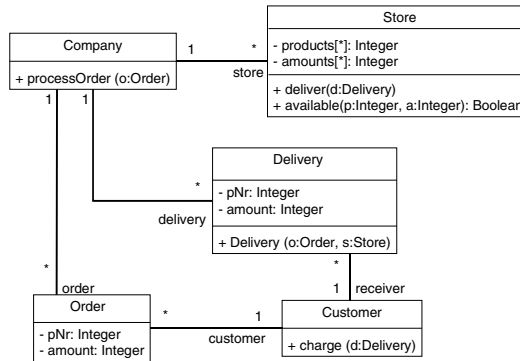 Store
- products[*]: Integer
- amounts[*]: Integer
+ deliver(d:Delivery)
+ available(p:Integer, a:Integer): Boolean
Company
+ processOrder (o:Order)
1
*
store
1
1
Delivery
- pNr: Integer
- amount: Integer
+ Delivery (o:Order, s:Store)
*
delivery
*
order
*
1
receiver
Order
- pNr: Integer
- amount: Integer
*
1
customer
Customer
+ charge (d:Delivery)